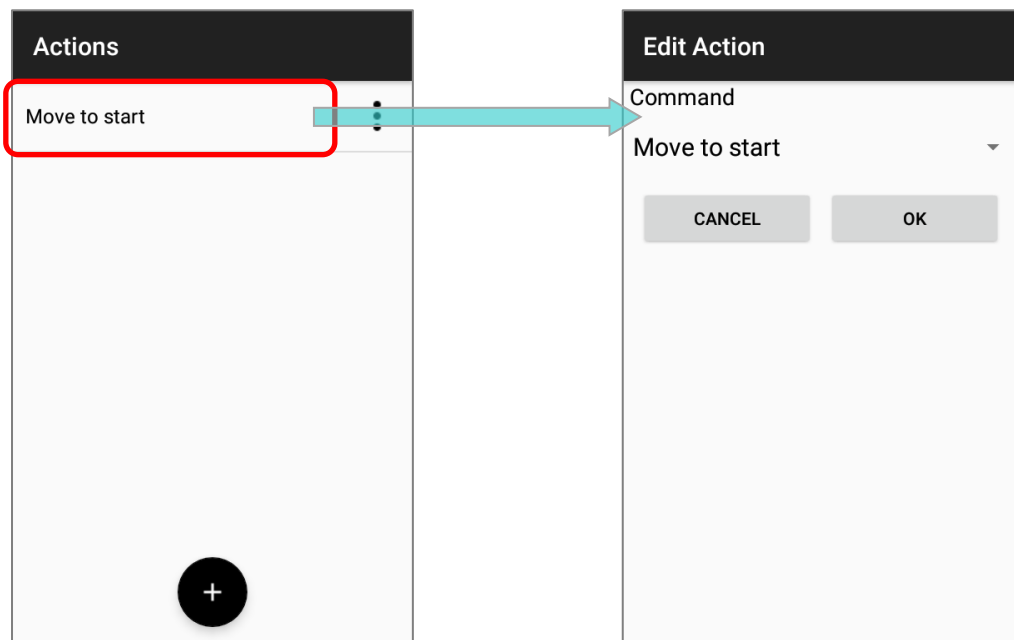 Actions
Move to start
+
Edit Action
Command
Move to start
CANCEL
OK